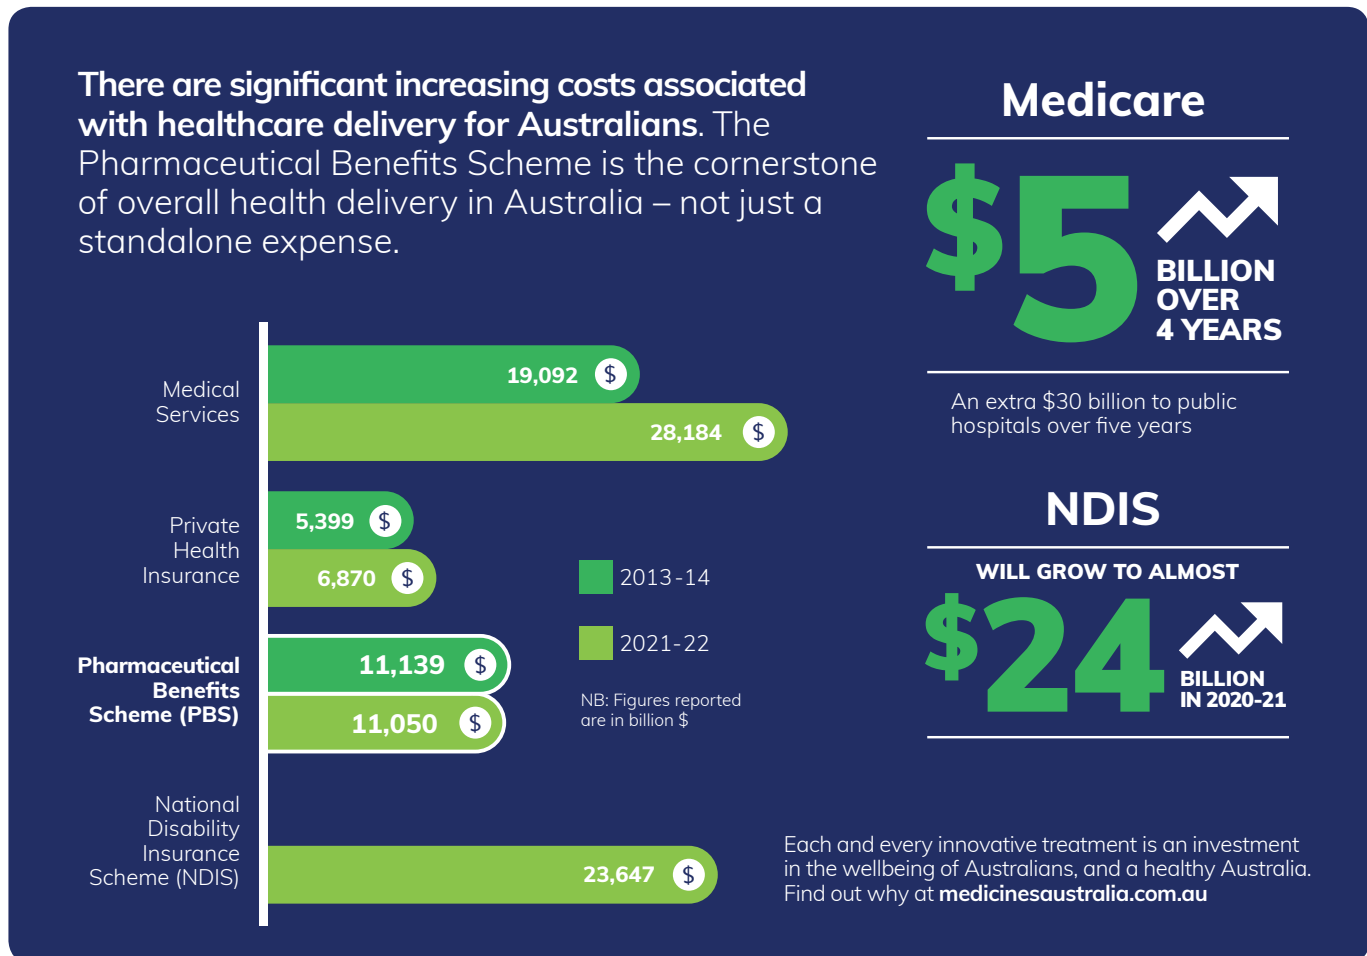 There are significant increasing costs associated
with healthcare delivery for Australians. The
Pharmaceutical Benefits Scheme is the cornerstone
of overall health delivery in Australia – not just a
standalone expense.
Medical
Services
19,092 $
28,184 $
Private
Health
Insurance
5,399 $
6,870 $
Pharmaceutical
Benefits
Scheme (PBS)
11,139 $
11,050 $
National
Disability
Insurance
Scheme (NDIS)
23,647 $
2013-14
2021-22
NB: Figures reported
are in billion $
Medicare
$5
BILLION
OVER
4 YEARS
An extra $30 billion to public
hospitals over five years
NDIS
WILL GROW TO ALMOST
$24
BILLION
IN 2020-21
Each and every innovative treatment is an investment
in the wellbeing of Australians, and a healthy Australia.
Find out why at medicinesaustralia.com.au